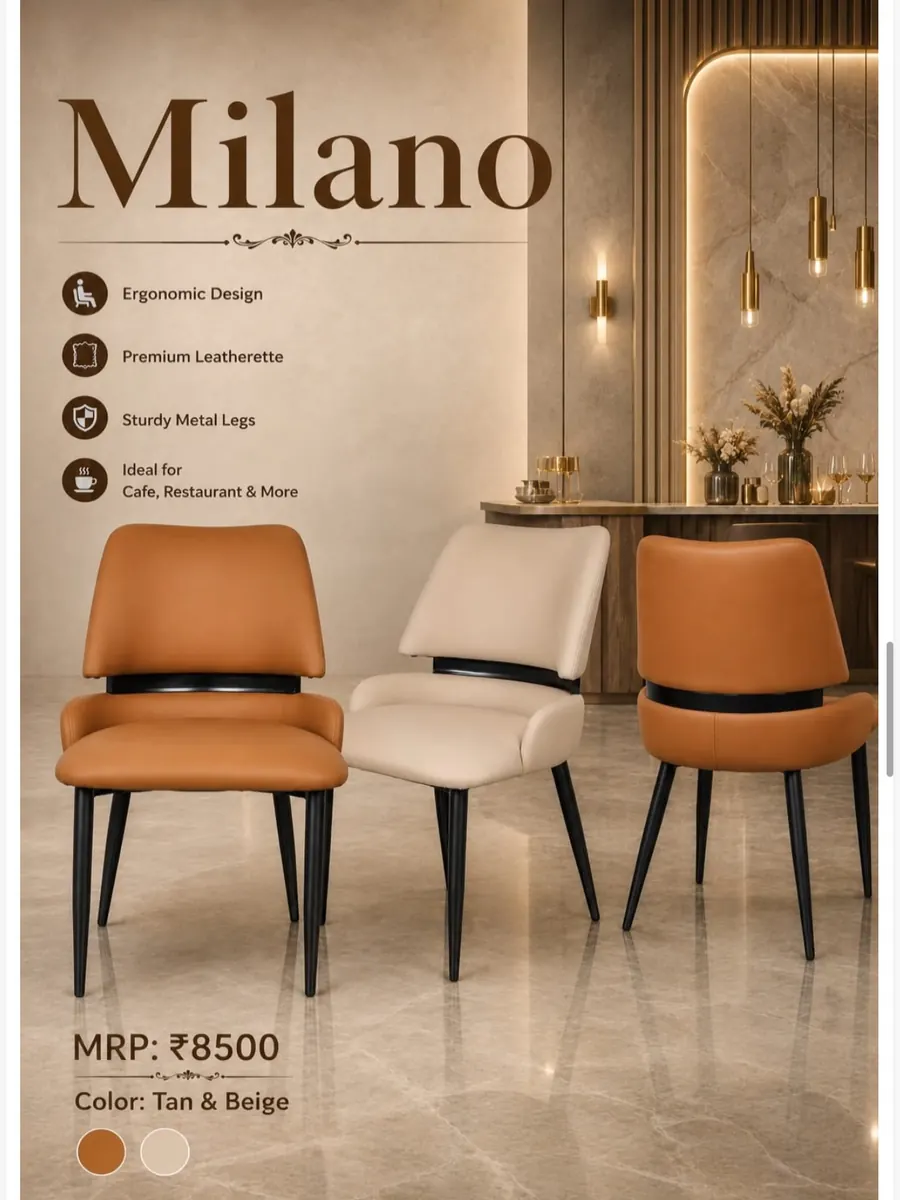 Milano
Ergonomic Design
Premium Leatherette
Sturdy Metal Legs
Ideal for
Cafe, Restaurant & More
MRP: ₹8500
Color: Tan & Beige